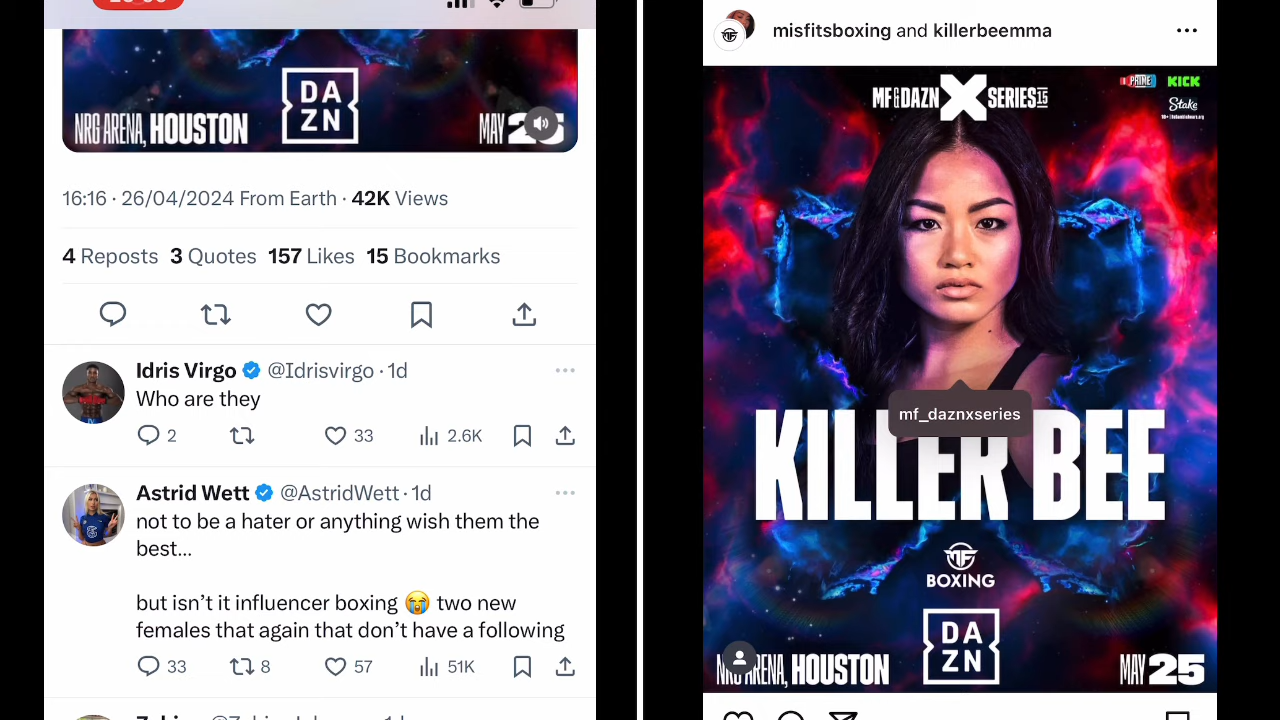 DA
ZN
NRG ARENA, HOUSTON
MAY 25
16:16 · 26/04/2024 From Earth · 42K Views
4 Reposts 3 Quotes 157 Likes 15 Bookmarks
Idris Virgo @Idrisvirgo · 1d
Who are they
2 33 2.6K
Astrid Wett @AstridWett · 1d
not to be a hater or anything wish them the
best...
but isn't it influencer boxing 😭 two new
females that again that don't have a following
33 8 57 51K
misfitsboxing and killerbeemma
MF & DAZN X SERIES 15
PRIME KICK
Stake
mf_daznxseries
KILLER BEE
MF
BOXING
DA
ZN
NRG ARENA, HOUSTON
MAY 25